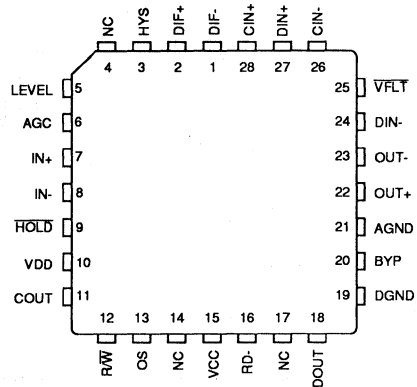 NC HYS DIF+ DIF- CIN+ DIN+ CIN-
4 3 2 1 28 27 26
LEVEL 5 25 V̅F̅L̅T̅
AGC 6 24 DIN-
IN+ 7 23 OUT-
IN- 8 22 OUT+
H̅O̅L̅D̅ 9 21 AGND
VDD 10 20 BYP
COUT 11 19 DGND
12 13 14 15 16 17 18
R/W̅ OS NC VCC RD- NC DOUT